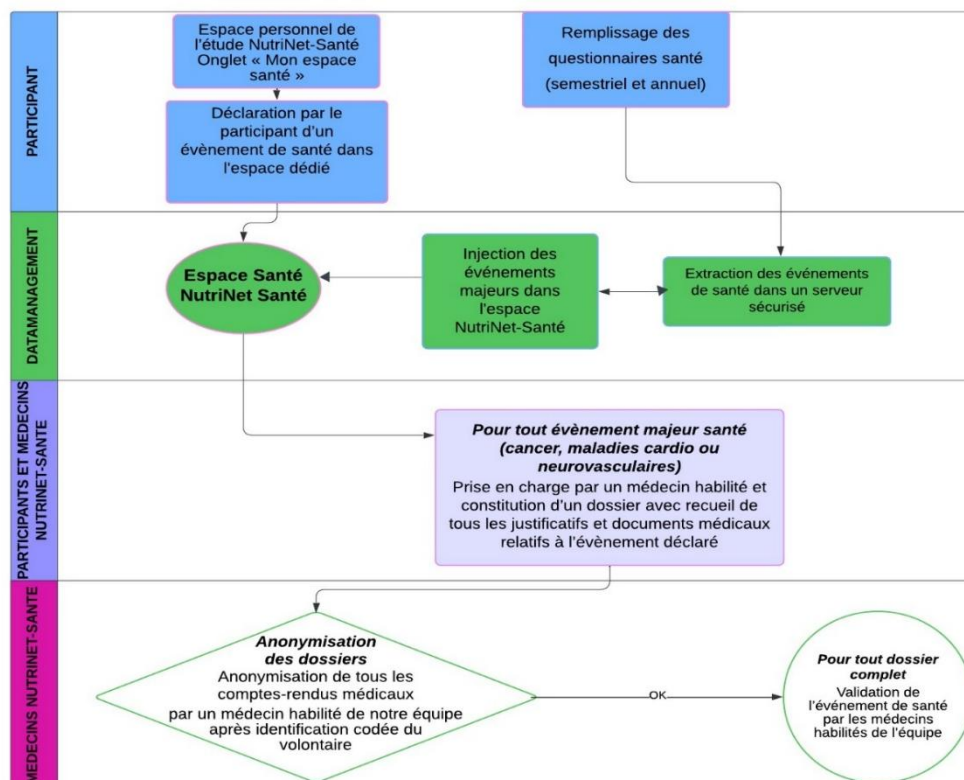 PARTICIPANT
Espace personnel de
l'étude NutriNet-Santé
Onglet « Mon espace
santé »
Déclaration par le
participant d'un
évènement de santé dans
l'espace dédié
Remplissage des
questionnaires santé
(semestriel et annuel)
DATAMANAGEMENT
Espace Santé
NutriNet Santé
Injection des
événements
majeurs dans
l'espace
NutriNet-Santé
Extraction des événements
de santé dans un serveur
sécurisé
PARTICIPANTS ET MEDECINS
NUTRINET-SANTE
Pour tout évènement majeur santé
(cancer, maladies cardio ou
neurovasculaires)
Prise en charge par un médecin habilité et
constitution d'un dossier avec recueil de
tous les justificatifs et documents médicaux
relatifs à l'évènement déclaré
MEDECINS NUTRINET-SANTE
Anonymisation
des dossiers
Anonymisation de tous les
comptes-rendus médicaux
par un médecin habilité de notre équipe
après identification codée du
volontaire
OK
Pour tout dossier
complet
Validation de
l'événement de santé
par les médecins
habilités de l'équipe